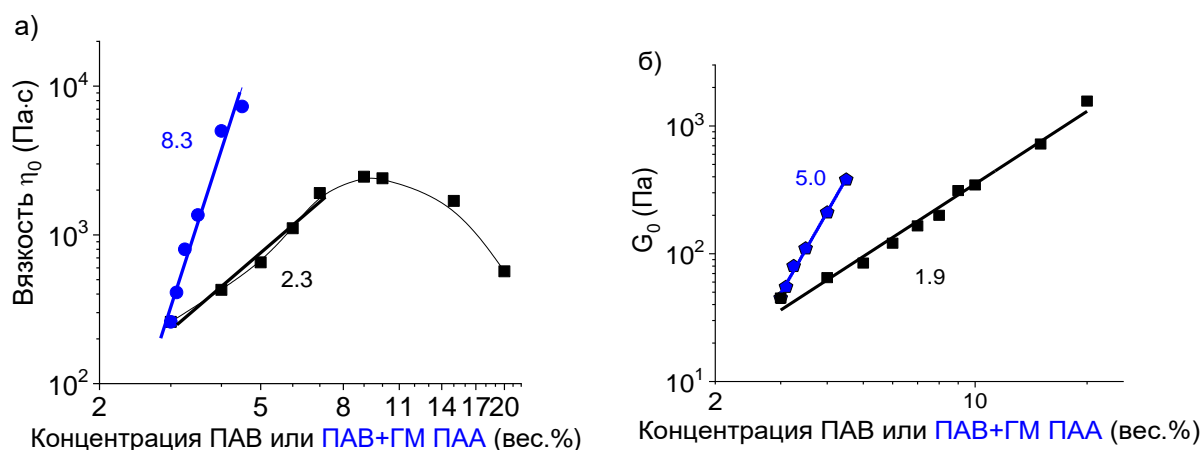 а)
10^4
10^3
10^2
8.3
2.3
Вязкость η_0 (Па·с)
2 5 8 11 14 17 20
Концентрация ПАВ или ПАВ+ГМ ПАА (вес.%)
б)
10^3
10^2
10^1
5.0
1.9
G_0 (Па)
2 10
Концентрация ПАВ или ПАВ+ГМ ПАА (вес.%)